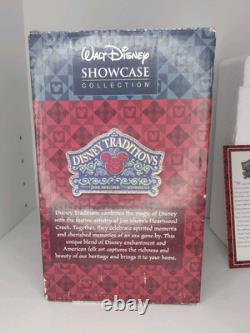 Walt Disney
SHOWCASE
COLLECTION
DISNEY TRADITIONS
Disney Traditions combines the magic of Disney
with the festive artistry of Jim Shore's Heartwood
Creek. Together, they celebrate spirited moments
and cherished memories of an era gone by. This
unique blend of Disney enchantment and
American folk art captures the richness and
beauty of our heritage and brings it to your home.